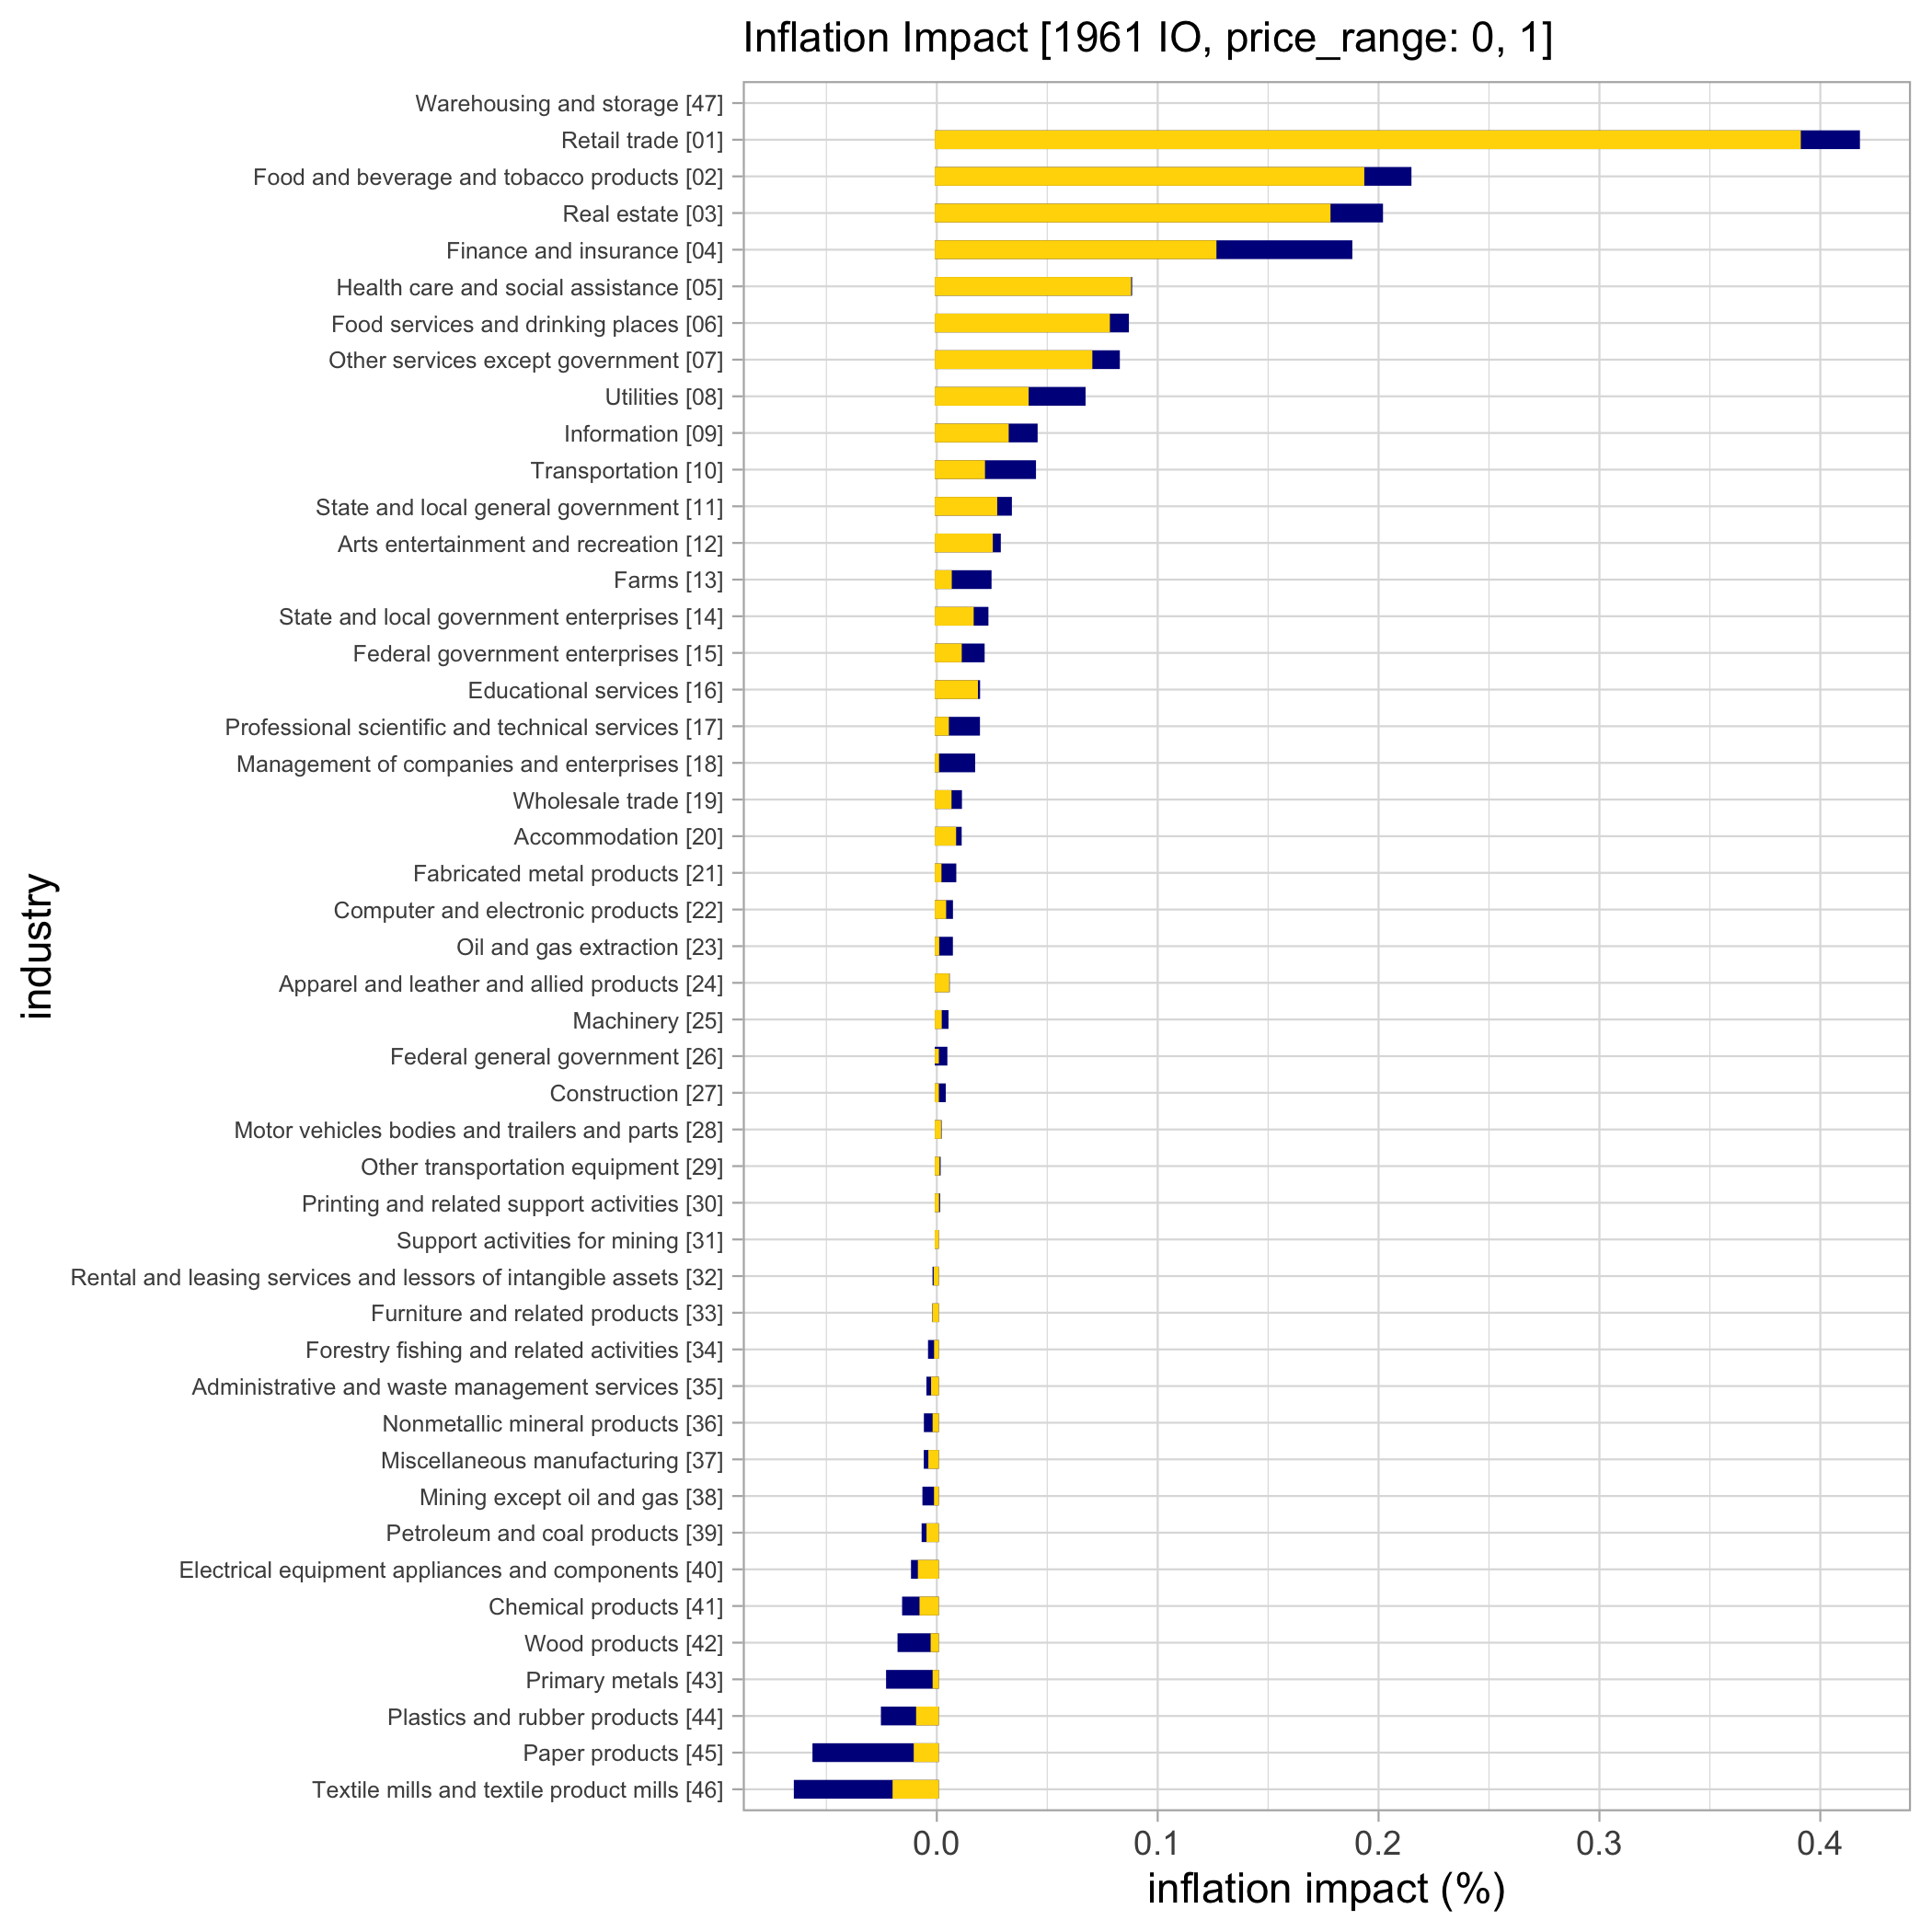 Inflation Impact [1961 IO, price_range: 0, 1]
industry
Warehousing and storage [47]
Retail trade [01]
Food and beverage and tobacco products [02]
Real estate [03]
Finance and insurance [04]
Health care and social assistance [05]
Food services and drinking places [06]
Other services except government [07]
Utilities [08]
Information [09]
Transportation [10]
State and local general government [11]
Arts entertainment and recreation [12]
Farms [13]
State and local government enterprises [14]
Federal government enterprises [15]
Educational services [16]
Professional scientific and technical services [17]
Management of companies and enterprises [18]
Wholesale trade [19]
Accommodation [20]
Fabricated metal products [21]
Computer and electronic products [22]
Oil and gas extraction [23]
Apparel and leather and allied products [24]
Machinery [25]
Federal general government [26]
Construction [27]
Motor vehicles bodies and trailers and parts [28]
Other transportation equipment [29]
Printing and related support activities [30]
Support activities for mining [31]
Rental and leasing services and lessors of intangible assets [32]
Furniture and related products [33]
Forestry fishing and related activities [34]
Administrative and waste management services [35]
Nonmetallic mineral products [36]
Miscellaneous manufacturing [37]
Mining except oil and gas [38]
Petroleum and coal products [39]
Electrical equipment appliances and components [40]
Chemical products [41]
Wood products [42]
Primary metals [43]
Plastics and rubber products [44]
Paper products [45]
Textile mills and textile product mills [46]
0.0 0.1 0.2 0.3 0.4
inflation impact (%)